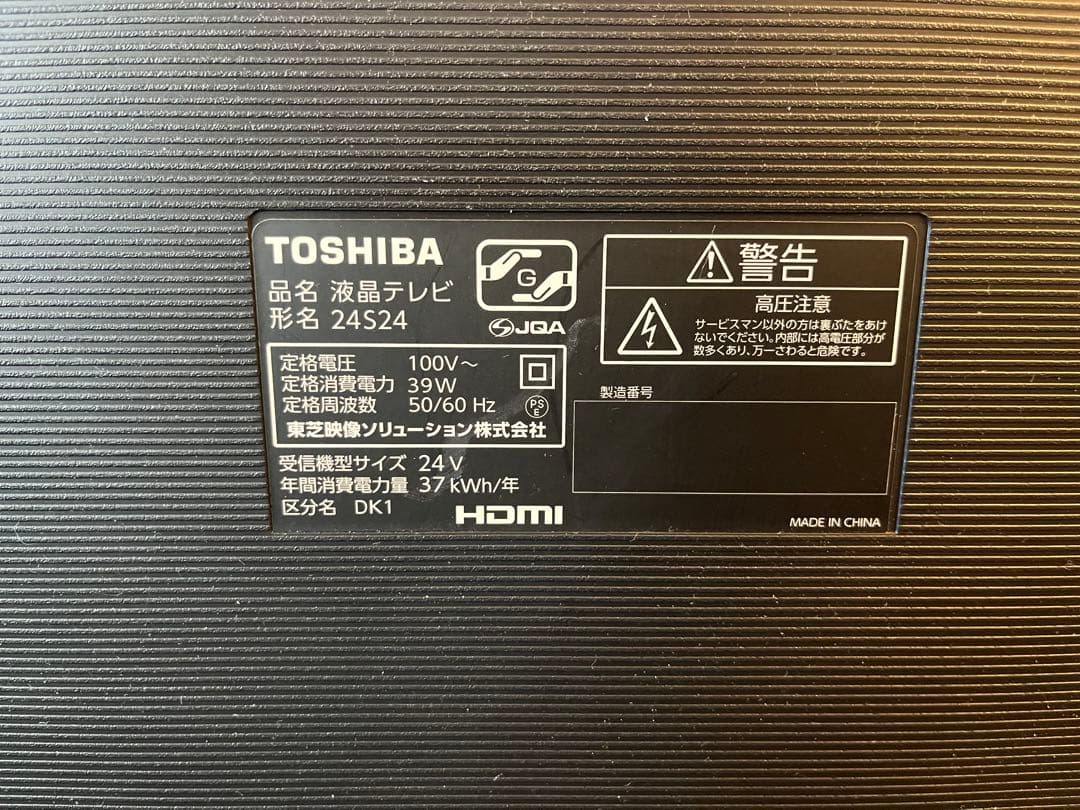 TOSHIBA
品名 液晶テレビ
形名 24S24
G
JQA
定格電圧 100V～
定格消費電力 39W
定格周波数 50/60 Hz
PS
E
東芝映像ソリューション株式会社
受信機型サイズ 24V
年間消費電力量 37kWh/年
区分名 DK1
HDMI
警告
高圧注意
サービスマン以外の方は裏ぶたをあけ
ないでください。内部には高電圧部分が
数多くあり、万一さわると危険です。
製造番号
MADE IN CHINA